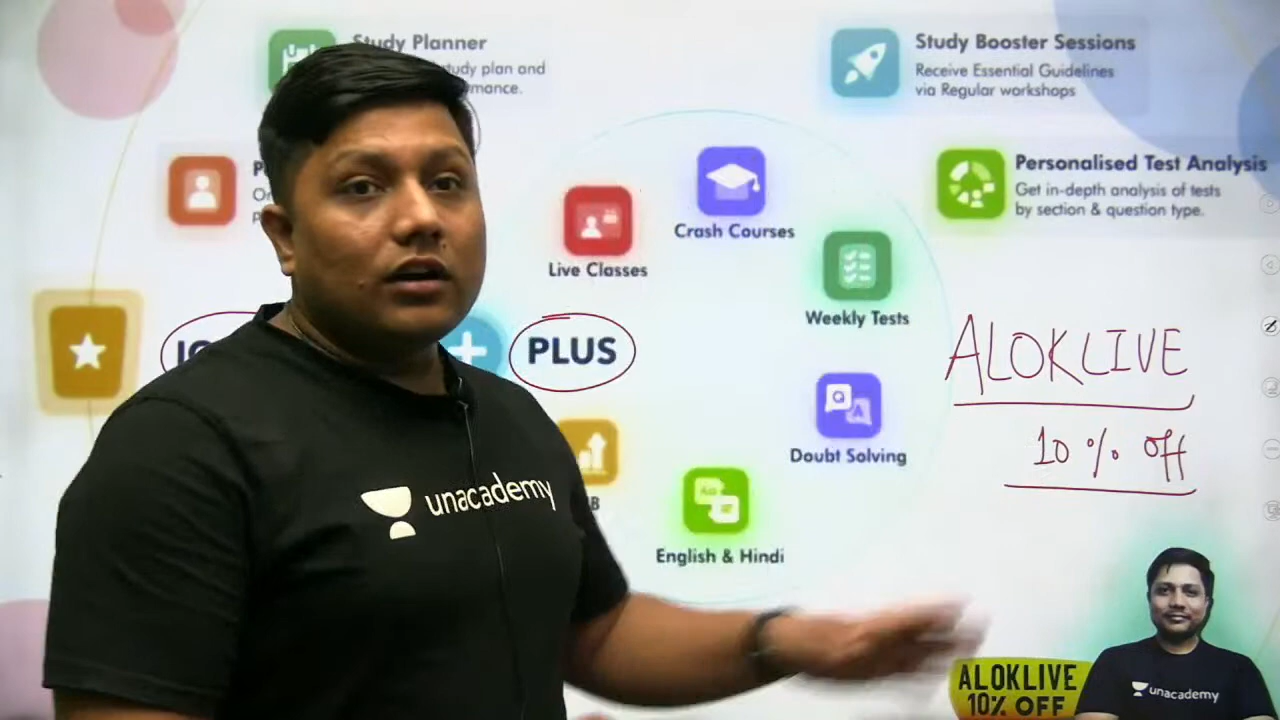 Study Planner
study plan and
Study Booster Sessions
Receive Essential Guidelines
via Regular workshops
Personalised Test Analysis
Get in-depth analysis of tests
by section & question type.
Crash Courses
Live Classes
Weekly Tests
PLUS
ALOKLIVE
10% off
Doubt Solving
English & Hindi
unacademy
ALOKLIVE
10% OFF
unacademy